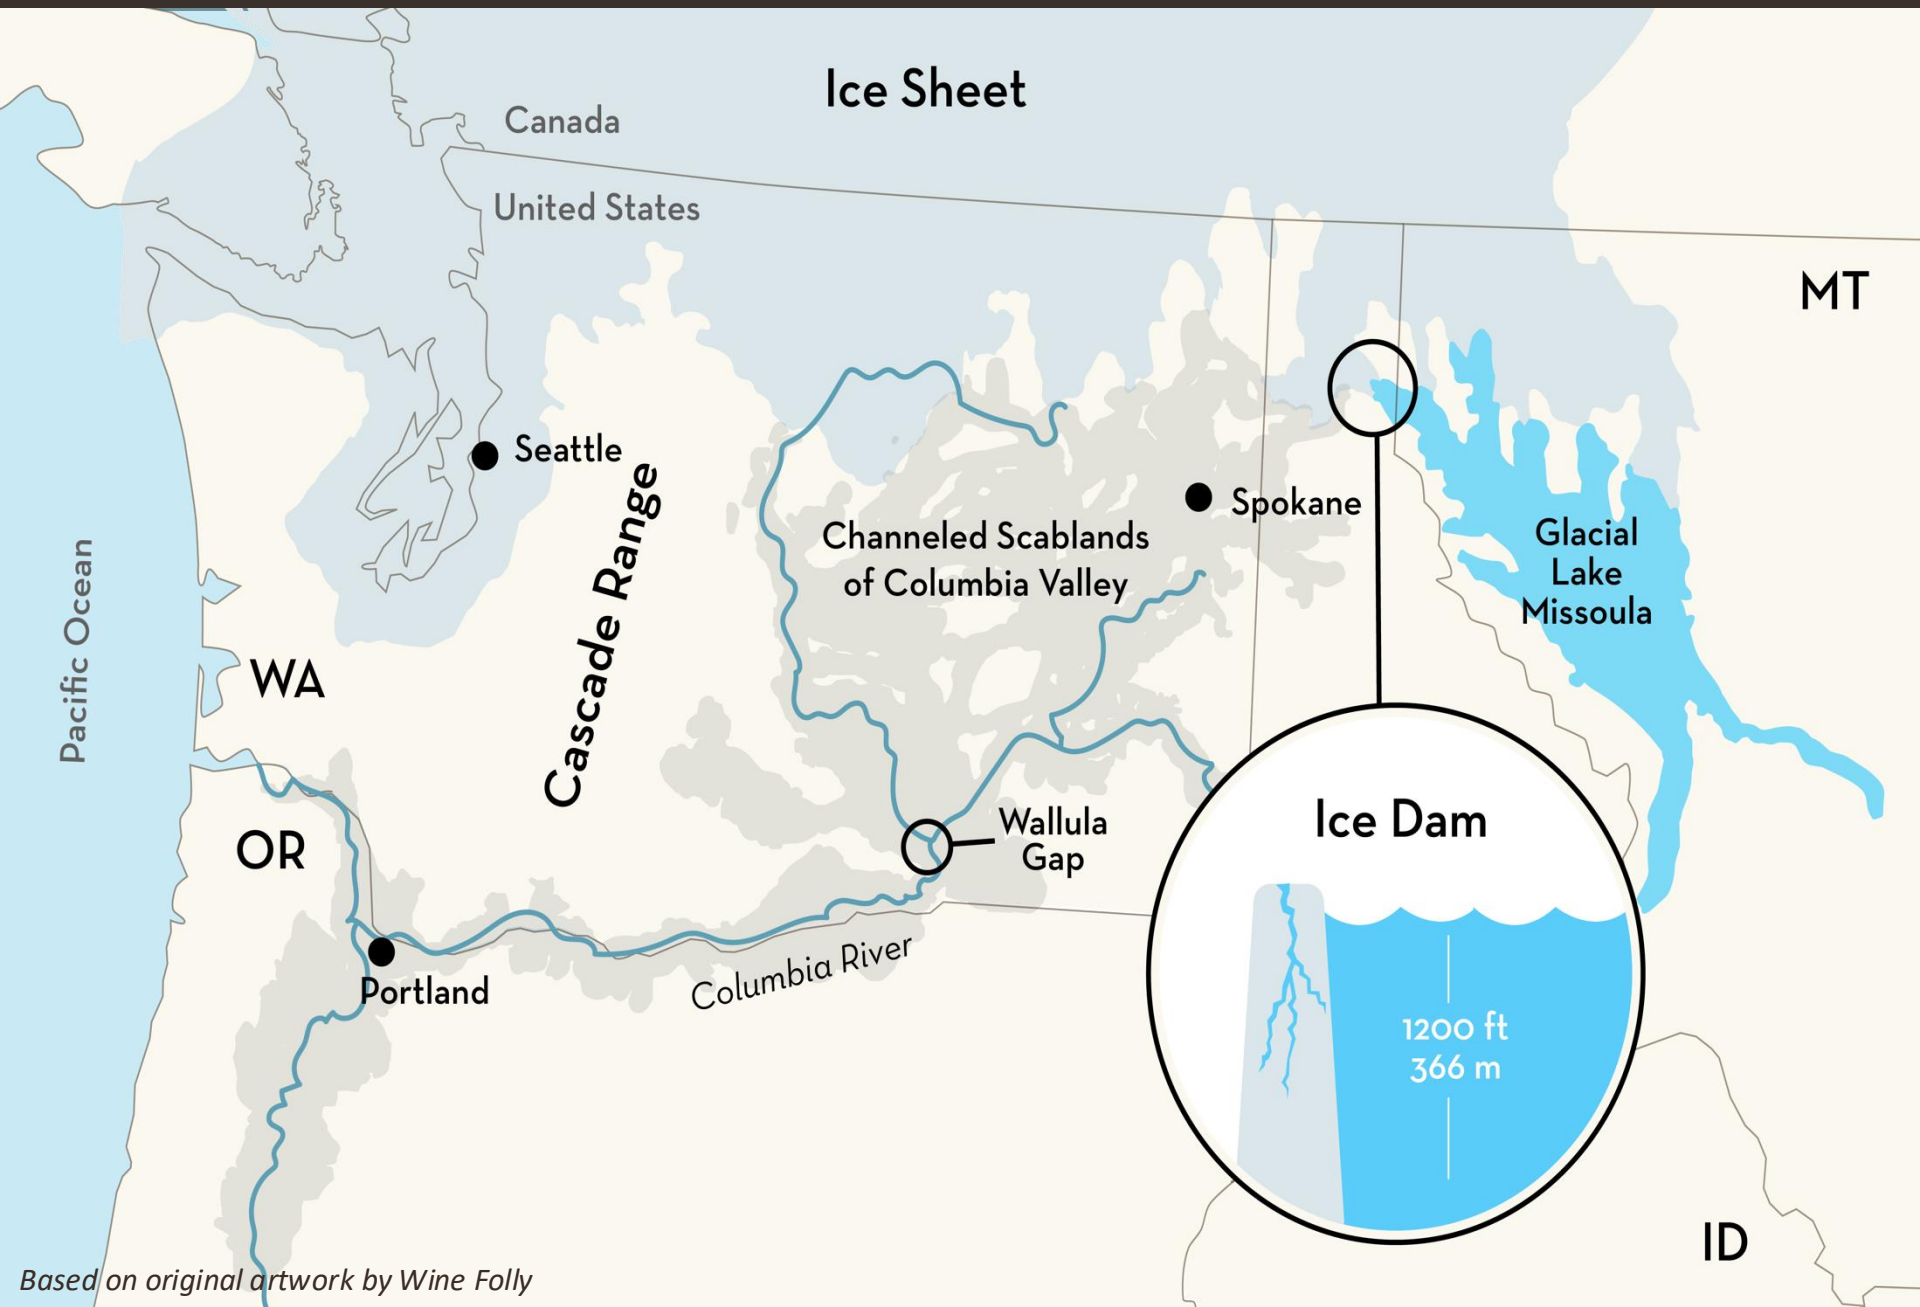 Ice Sheet
Canada
United States
MT
Seattle
Cascade Range
Spokane
Channeled Scablands
of Columbia Valley
Glacial
Lake
Missoula
Pacific Ocean
WA
OR
Wallula
Gap
Ice Dam
Portland
Columbia River
1200 ft
366 m
ID
Based on original artwork by Wine Folly